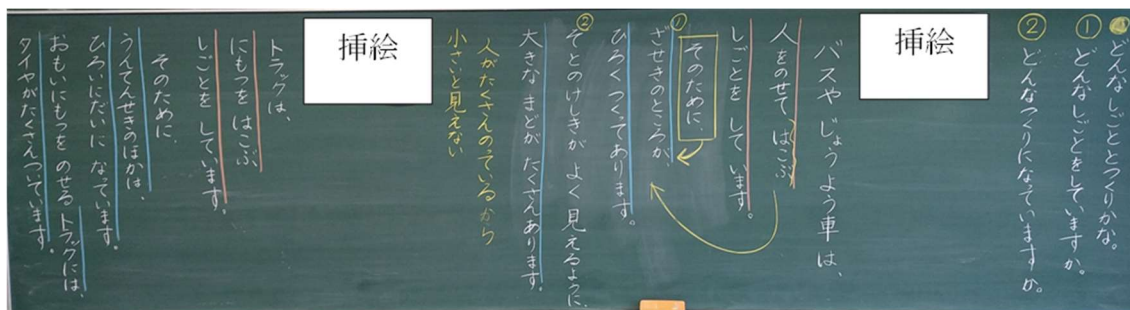 どんな しごととつくりかな。
① どんな しごとをしていますか。
② どんなつくりになっていますか。
挿絵
バスや じょうよう車は、
人をのせて はこぶ
しごとを して います。
そのために、
① ざせきのところが、
ひろくつくってあります。
② そとのけしきが よく見えるように、
大きな まどが たくさんあります。
人がたくさんのっているから
小さいと見えない
挿絵
トラックは、
にもつを はこぶ
しごとを しています。
そのために、
うんてんせきのほかは、
ひろいにだいに なっています。
おもいにもつを のせる トラックには、
タイヤがたくさんついています。